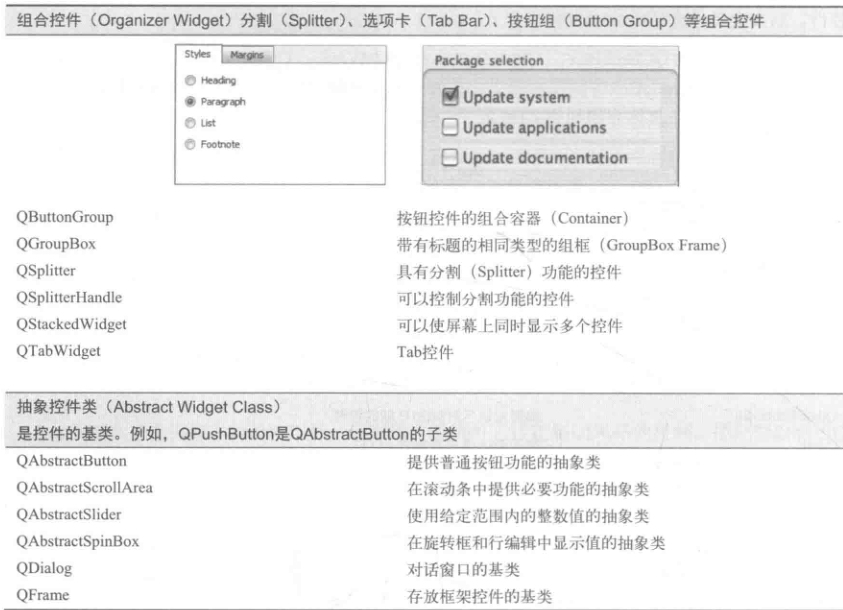 组合控件（Organizer Widget）分割（Splitter）、选项卡（Tab Bar）、按钮组（Button Group）等组合控件
Styles Margins
Heading
Paragraph
List
Footnote
Package selection
Update system
Update applications
Update documentation
QButtonGroup 按钮控件的组合容器（Container）
QGroupBox 带有标题的相同类型的组框（GroupBox Frame）
QSplitter 具有分割（Splitter）功能的控件
QSplitterHandle 可以控制分割功能的控件
QStackedWidget 可以使屏幕上同时显示多个控件
QTabWidget Tab控件
抽象控件类（Abstract Widget Class）
是控件的基类。例如，QPushButton是QAbstractButton的子类
QAbstractButton 提供普通按钮功能的抽象类
QAbstractScrollArea 在滚动条中提供必要功能的抽象类
QAbstractSlider 使用给定范围内的整数值的抽象类
QAbstractSpinBox 在旋转框和行编辑中显示值的抽象类
QDialog 对话窗口的基类
QFrame 存放框架控件的基类